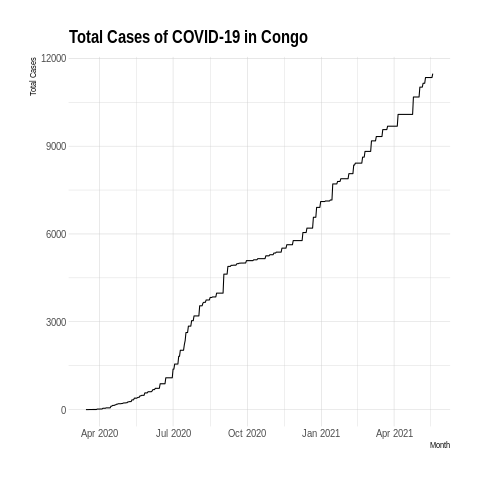 Total Cases of COVID-19 in Congo
Total Cases
12000
9000
6000
3000
0
Apr 2020 Jul 2020 Oct 2020 Jan 2021 Apr 2021
Month